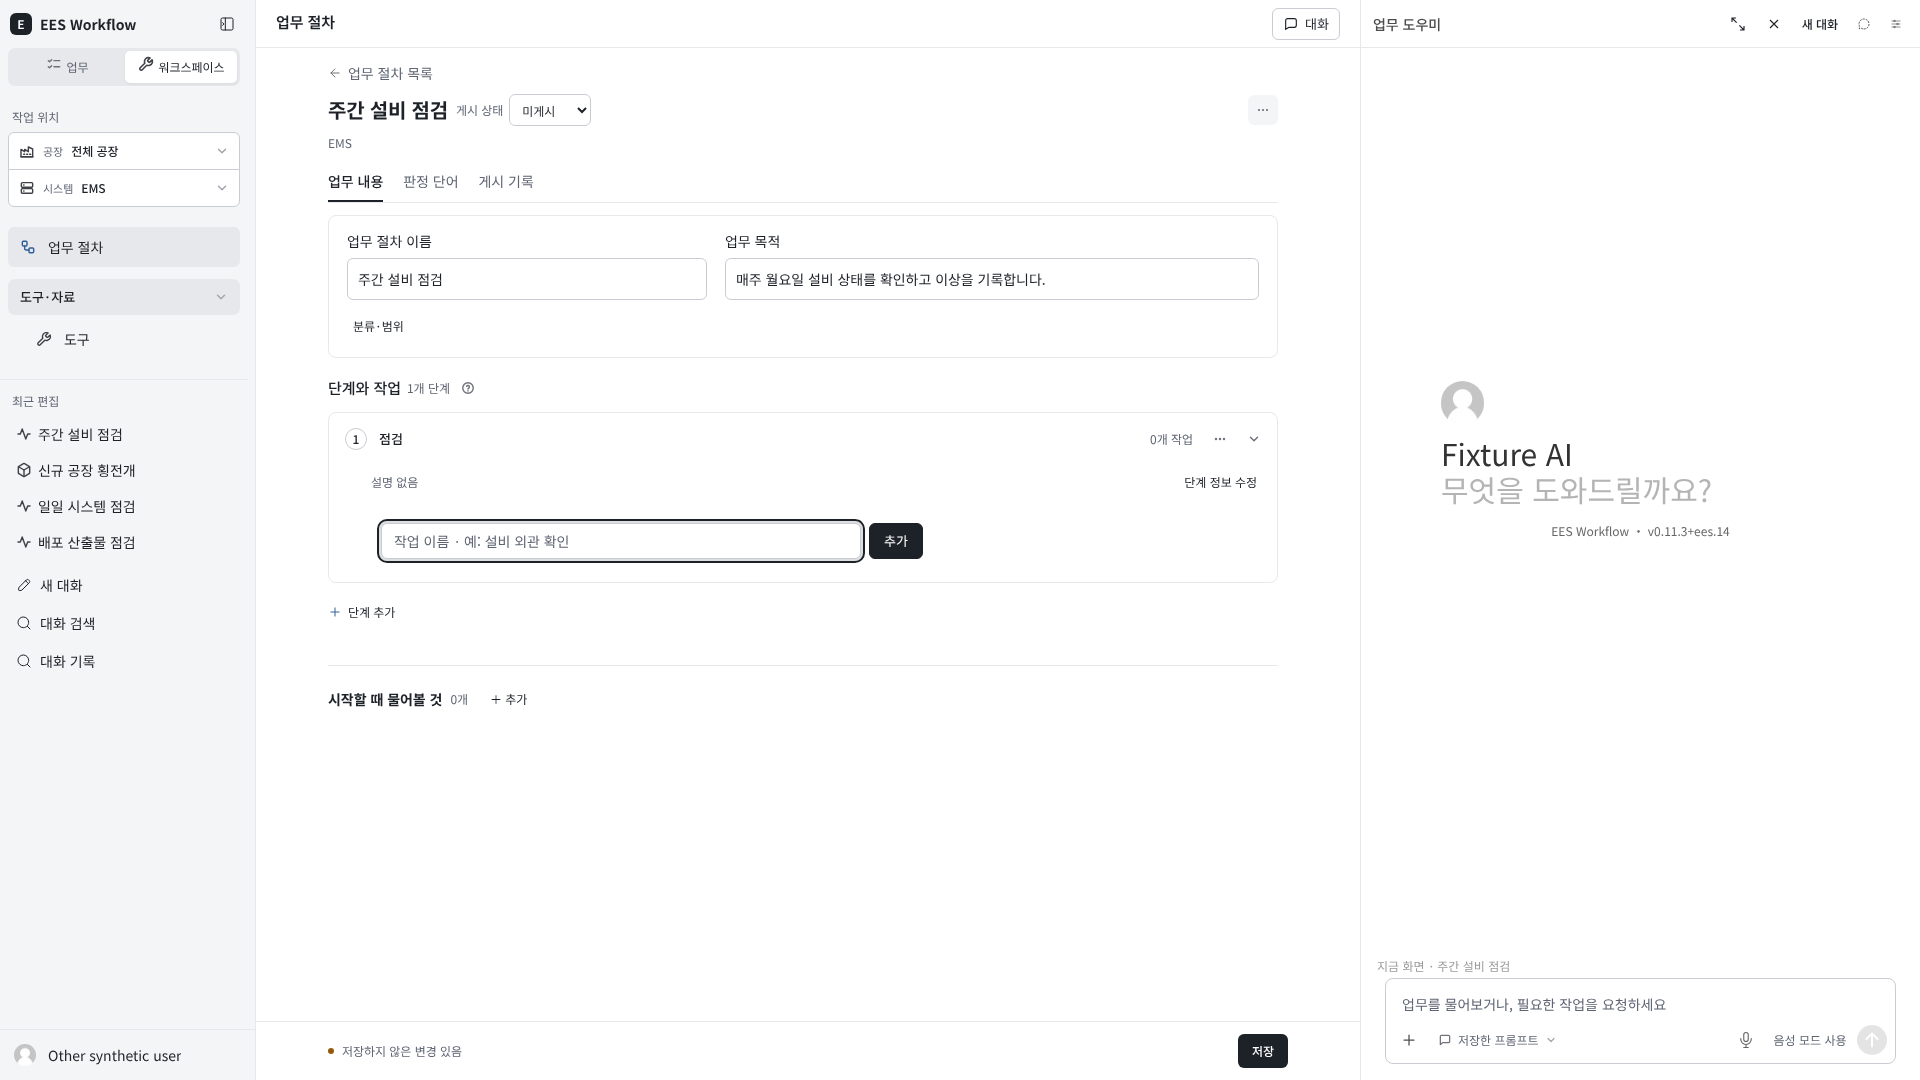 E EES Workflow
업무
워크스페이스
작업 위치
공장 전체 공장
시스템 EMS
업무 절차
도구·자료
도구
최근 편집
주간 설비 점검
신규 공장 횡전개
일일 시스템 점검
배포 산출물 점검
새 대화
대화 검색
대화 기록
Other synthetic user
업무 절차
대화
업무 절차 목록
주간 설비 점검 게시 상태 미게시
EMS
업무 내용 판정 단어 게시 기록
업무 절차 이름 업무 목적
주간 설비 점검 매주 월요일 설비 상태를 확인하고 이상을 기록합니다.
분류·범위
단계와 작업 1개 단계
1 점검 0개 작업
설명 없음 단계 정보 수정
작업 이름 · 예: 설비 외관 확인 추가
단계 추가
시작할 때 물어볼 것 0개 추가
저장하지 않은 변경 있음 저장
업무 도우미 새 대화
Fixture AI
무엇을 도와드릴까요?
EES Workflow • v0.11.3+ees.14
지금 화면 · 주간 설비 점검
업무를 물어보거나, 필요한 작업을 요청하세요
저장한 프롬프트 음성 모드 사용